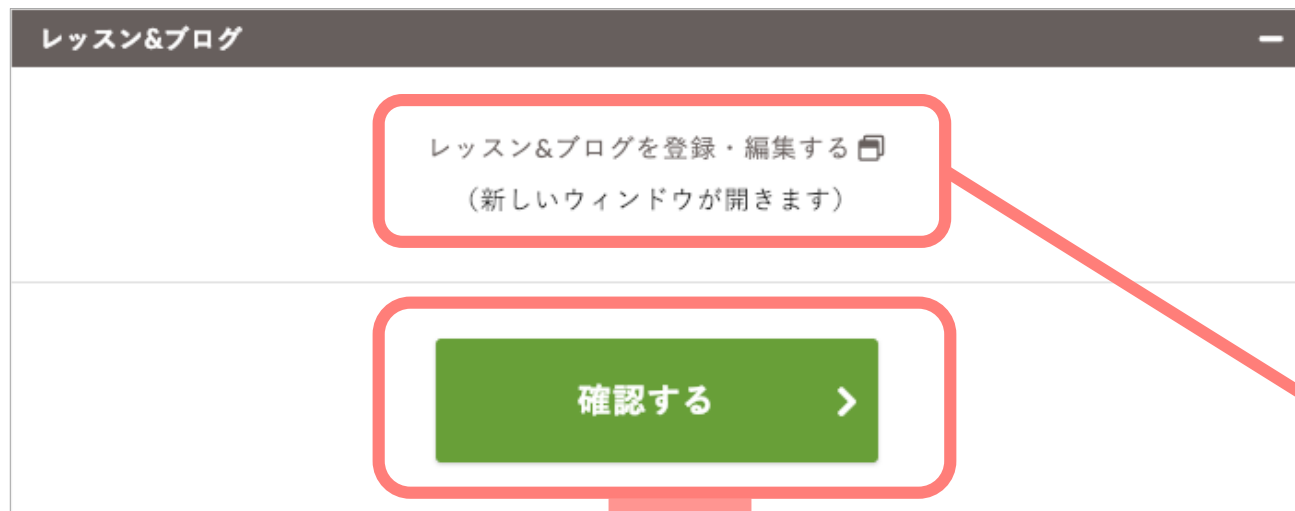 レッスン&ブログ
レッスン&ブログを登録・編集する
（新しいウィンドウが開きます）
確認する